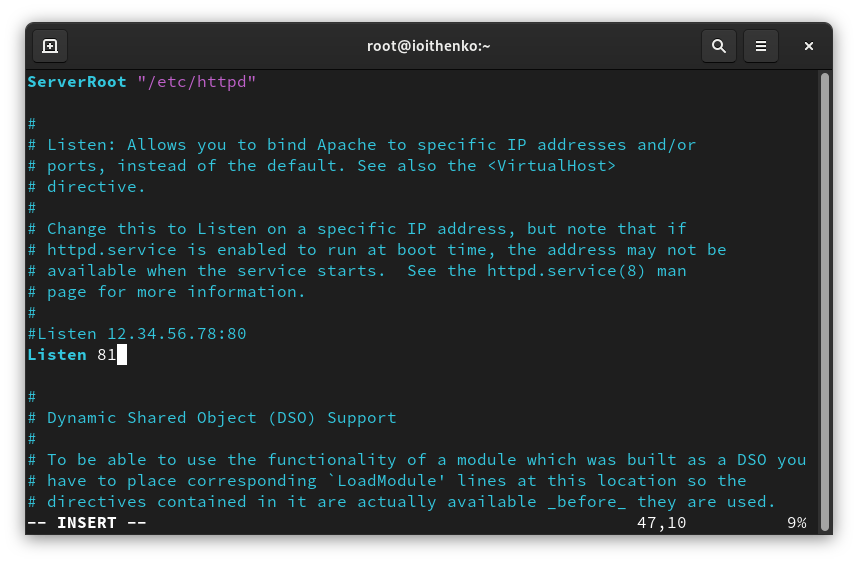 root@ioithenko:~
ServerRoot "/etc/httpd"
#
# Listen: Allows you to bind Apache to specific IP addresses and/or
# ports, instead of the default. See also the <VirtualHost>
# directive.
#
# Change this to Listen on a specific IP address, but note that if
# httpd.service is enabled to run at boot time, the address may not be
# available when the service starts.  See the httpd.service(8) man
# page for more information.
#
#Listen 12.34.56.78:80
Listen 81
#
# Dynamic Shared Object (DSO) Support
#
# To be able to use the functionality of a module which was built as a DSO you
# have to place corresponding `LoadModule' lines at this location so the
# directives contained in it are actually available _before_ they are used.
-- INSERT -- 47,10 9%